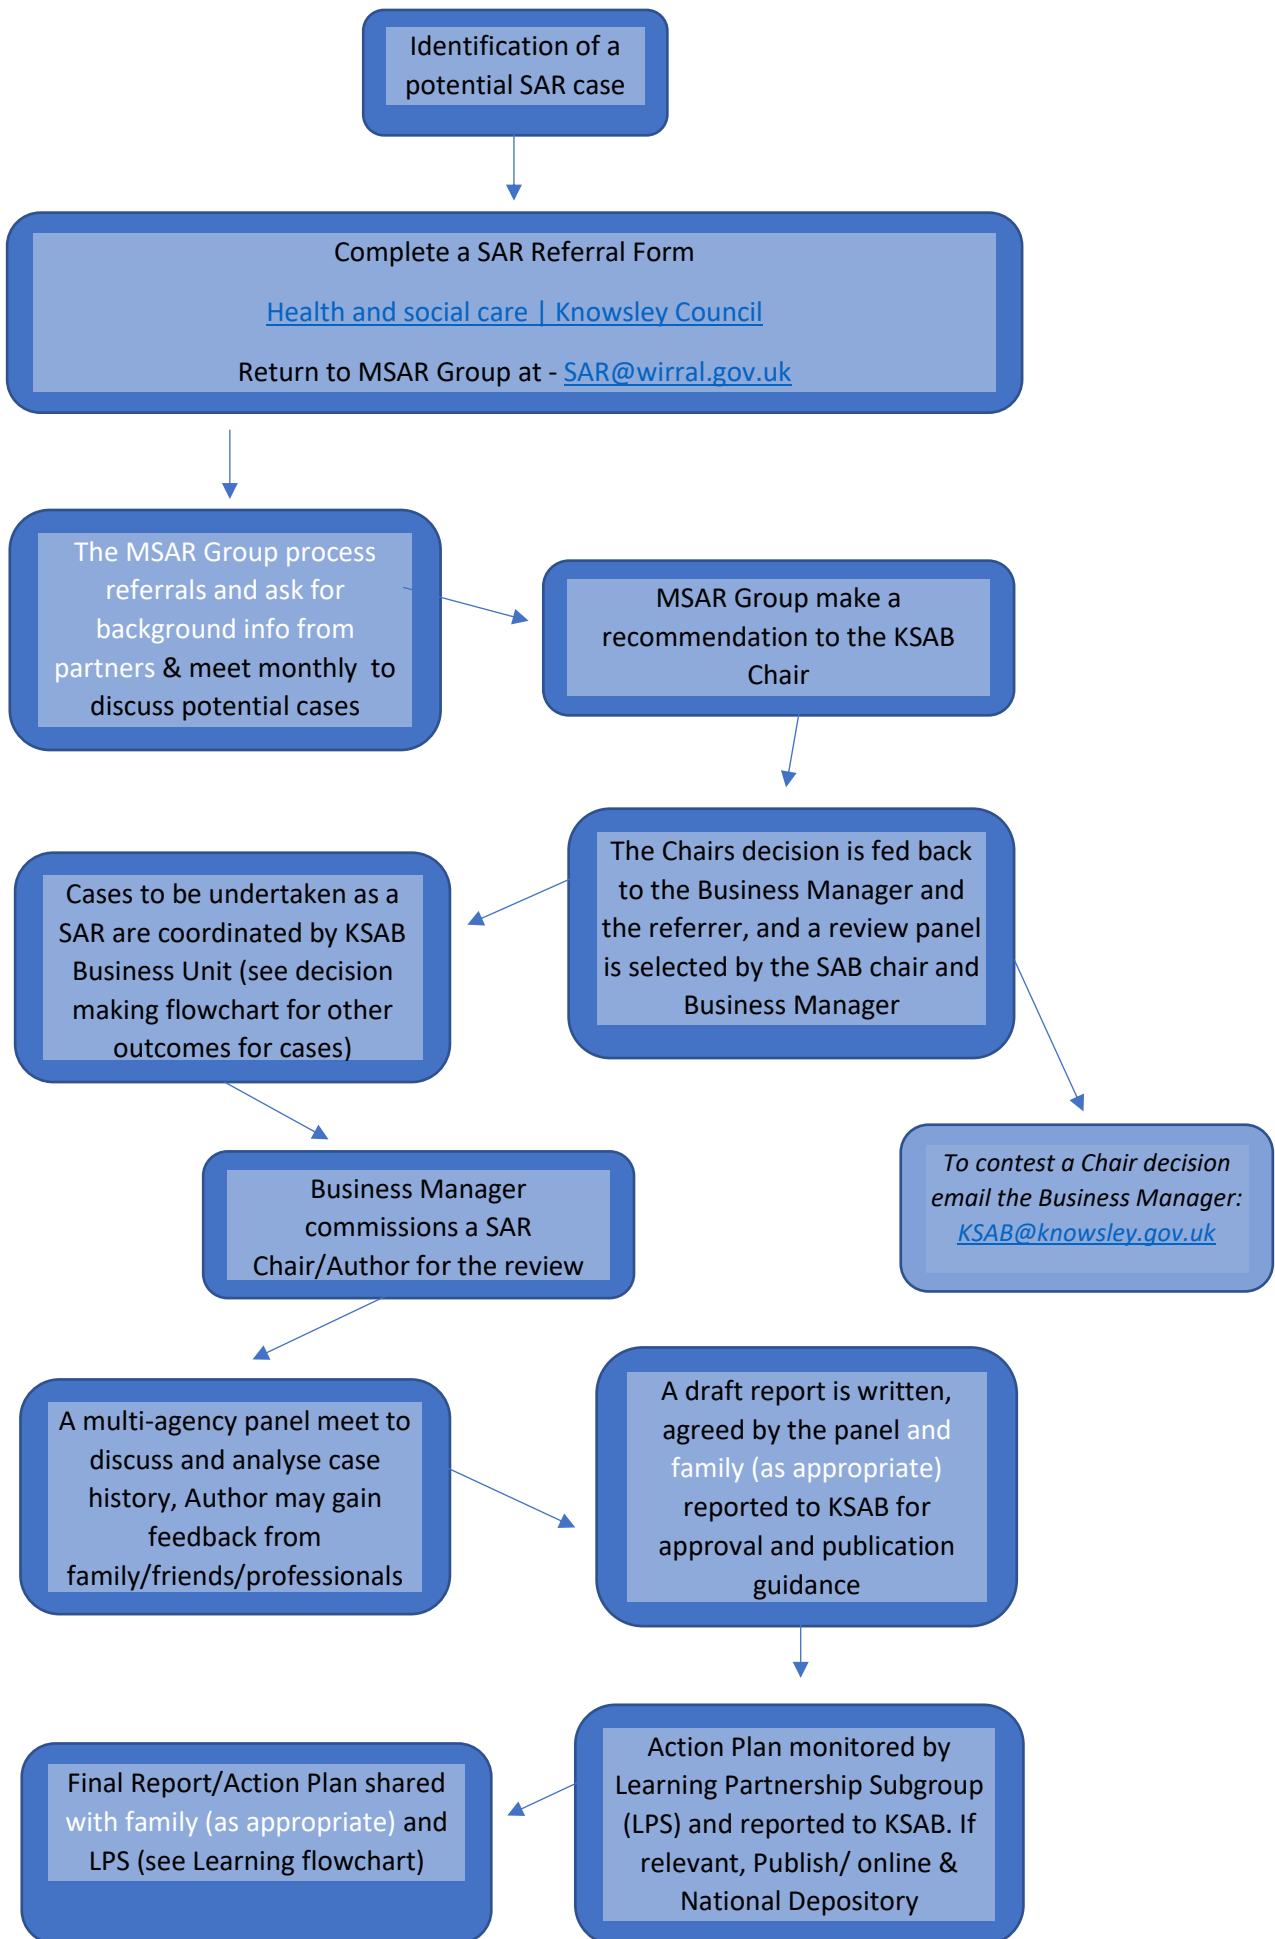 Identification of a
potential SAR case
Complete a SAR Referral Form
Health and social care | Knowsley Council
Return to MSAR Group at - SAR@wirral.gov.uk
The MSAR Group process
referrals and ask for
background info from
partners & meet monthly  to
discuss potential cases
MSAR Group make a
recommendation to the KSAB
Chair
The Chairs decision is fed back
to the Business Manager and
the referrer, and a review panel
is selected by the SAB chair and
Business Manager
Cases to be undertaken as a
SAR are coordinated by KSAB
Business Unit (see decision
making flowchart for other
outcomes for cases)
To contest a Chair decision
email the Business Manager:
KSAB@knowsley.gov.uk
Business Manager
commissions a SAR
Chair/Author for the review
A multi-agency panel meet to
discuss and analyse case
history, Author may gain
feedback from
family/friends/professionals
A draft report is written,
agreed by the panel and
family (as appropriate)
reported to KSAB for
approval and publication
guidance
Action Plan monitored by
Learning Partnership Subgroup
(LPS) and reported to KSAB. If
relevant, Publish/ online &
National Depository
Final Report/Action Plan shared
with family (as appropriate) and
LPS (see Learning flowchart)